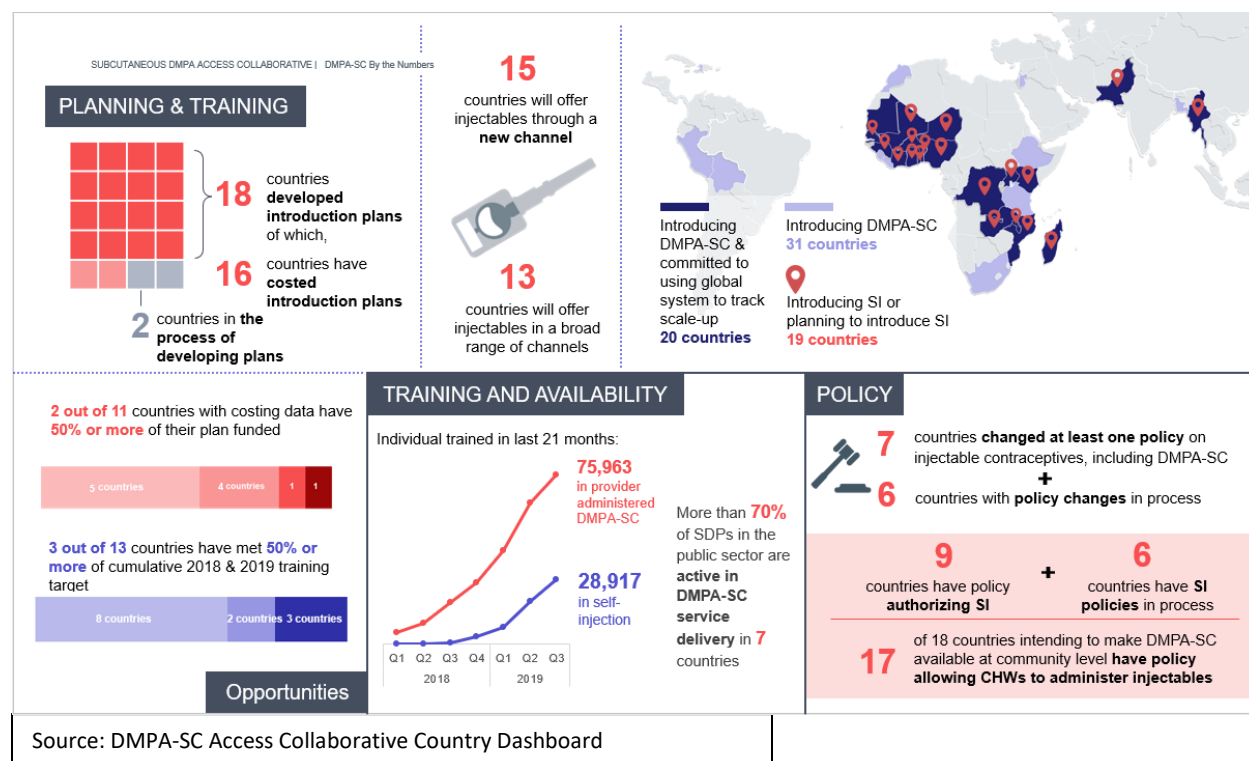 SUBCUTANEOUS DMPA ACCESS COLLABORATIVE | DMPA-SC By the Numbers
PLANNING & TRAINING
18
countries
developed
introduction plans
of which,
16
countries have
costed
introduction plans
2
countries in the
process of
developing plans
15
countries will offer
injectables through a
new channel
13
countries will offer
injectables in a broad
range of channels
Introducing
DMPA-SC &
committed to
using global
system to track
scale-up
20 countries
Introducing DMPA-SC
31 countries
Introducing SI or
planning to introduce SI
19 countries
2 out of 11 countries with costing data have
50% or more of their plan funded
5 countries
4 countries
1
1
3 out of 13 countries have met 50% or
more of cumulative 2018 & 2019 training
target
8 countries
2 countries
3 countries
Opportunities
TRAINING AND AVAILABILITY
Individual trained in last 21 months:
75,963
in provider
administered
DMPA-SC
28,917
in self-
injection
Q1 Q2 Q3 Q4 Q1 Q2 Q3
2018 2019
More than 70%
of SDPs in the
public sector are
active in
DMPA-SC
service
delivery in 7
countries
POLICY
7
countries changed at least one policy on
injectable contraceptives, including DMPA-SC
+
6
countries with policy changes in process
9
countries have policy
authorizing SI
+
6
countries have SI
policies in process
17
of 18 countries intending to make DMPA-SC
available at community level have policy
allowing CHWs to administer injectables
Source: DMPA-SC Access Collaborative Country Dashboard